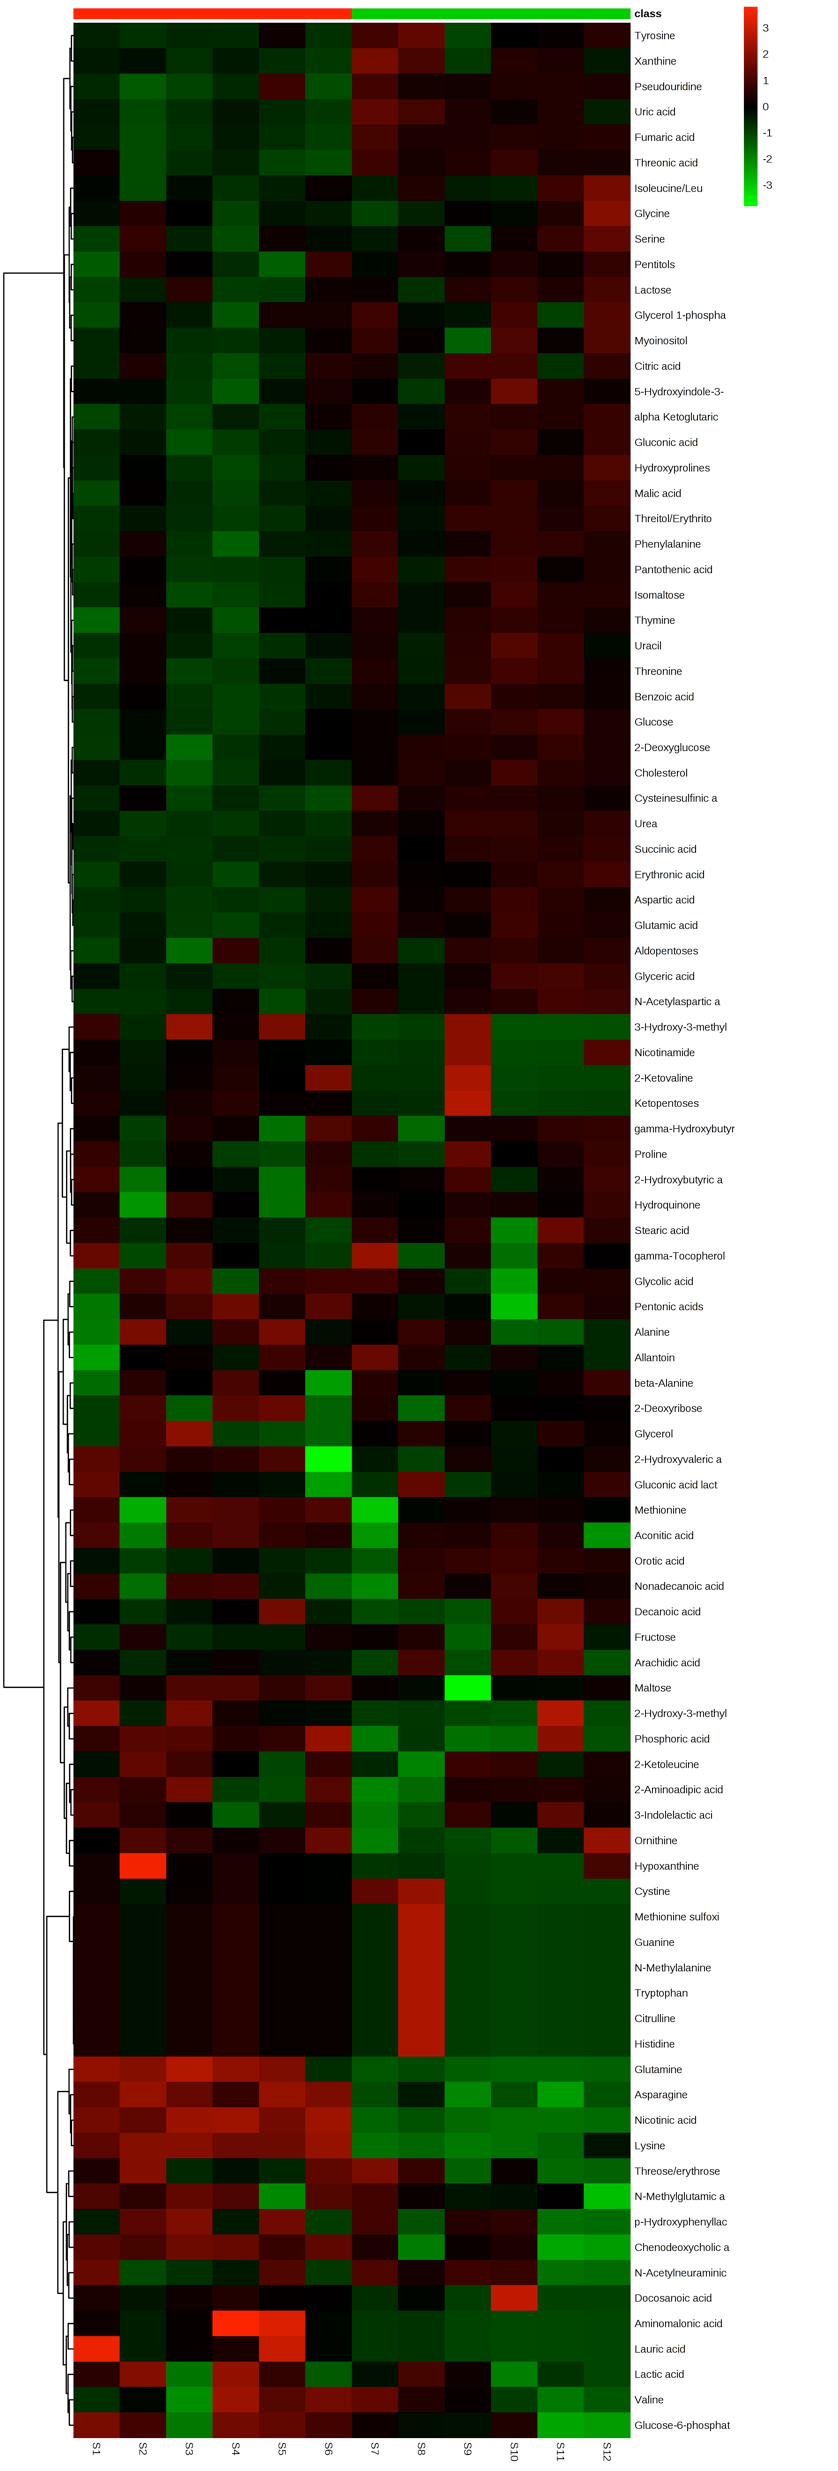 class
3
2
1
0
-1
-2
-3
Tyrosine
Xanthine
Pseudouridine
Uric acid
Fumaric acid
Threonic acid
Isoleucine/Leu
Glycine
Serine
Pentitols
Lactose
Glycerol 1-phospha
Myoinositol
Citric acid
5-Hydroxyindole-3-
alpha Ketoglutaric
Gluconic acid
Hydroxyprolines
Malic acid
Threitol/Erythrito
Phenylalanine
Pantothenic acid
Isomaltose
Thymine
Uracil
Threonine
Benzoic acid
Glucose
2-Deoxyglucose
Cholesterol
Cysteinesulfinic a
Urea
Succinic acid
Erythronic acid
Aspartic acid
Glutamic acid
Aldopentoses
Glyceric acid
N-Acetylaspartic a
3-Hydroxy-3-methyl
Nicotinamide
2-Ketovaline
Ketopentoses
gamma-Hydroxybutyr
Proline
2-Hydroxybutyric a
Hydroquinone
Stearic acid
gamma-Tocopherol
Glycolic acid
Pentonic acids
Alanine
Allantoin
beta-Alanine
2-Deoxyribose
Glycerol
2-Hydroxyvaleric a
Gluconic acid lact
Methionine
Aconitic acid
Orotic acid
Nonadecanoic acid
Decanoic acid
Fructose
Arachidic acid
Maltose
2-Hydroxy-3-methyl
Phosphoric acid
2-Ketoleucine
2-Aminoadipic acid
3-Indolelactic aci
Ornithine
Hypoxanthine
Cystine
Methionine sulfoxi
Guanine
N-Methylalanine
Tryptophan
Citrulline
Histidine
Glutamine
Asparagine
Nicotinic acid
Lysine
Threose/erythrose
N-Methylglutamic a
p-Hydroxyphenyllac
Chenodeoxycholic a
N-Acetylneuraminic
Docosanoic acid
Aminomalonic acid
Lauric acid
Lactic acid
Valine
Glucose-6-phosphat
S1
S2
S3
S4
S5
S6
S7
S8
S9
S10
S11
S12